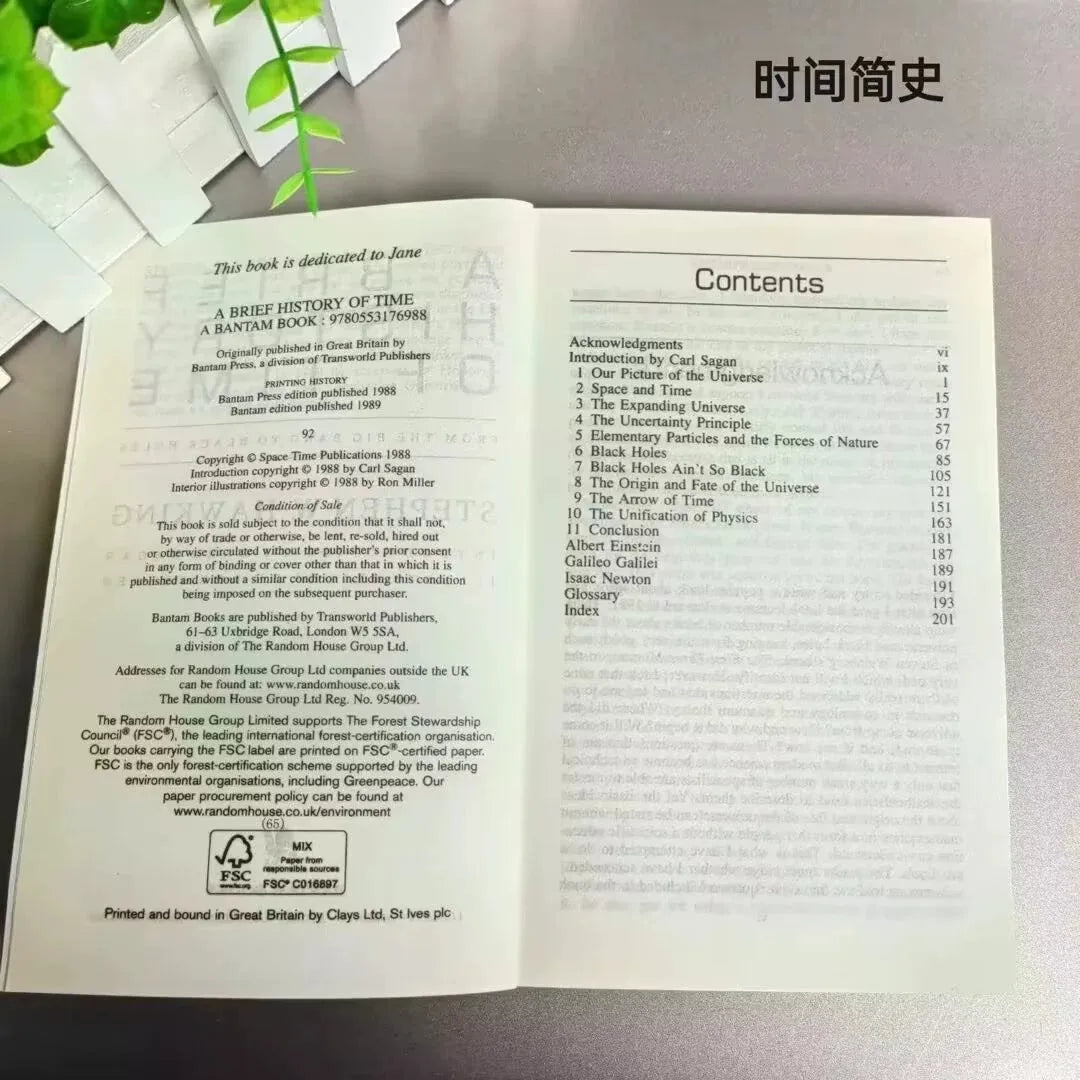 时间简史
This book is dedicated to Jane
A BRIEF HISTORY OF TIME
A BANTAM BOOK : 9780553176988
Originally published in Great Britain by
Bantam Press, a division of Transworld Publishers
PRINTING HISTORY
Bantam Press edition published 1988
Bantam edition published 1989
92
Copyright © Space Time Publications 1988
Introduction copyright © 1988 by Carl Sagan
Interior illustrations copyright © 1988 by Ron Miller
Condition of Sale
This book is sold subject to the condition that it shall not,
by way of trade or otherwise, be lent, re-sold, hired out
or otherwise circulated without the publisher's prior consent
in any form of binding or cover other than that in which it is
published and without a similar condition including this condition
being imposed on the subsequent purchaser.
Bantam Books are published by Transworld Publishers,
61–63 Uxbridge Road, London W5 5SA,
a division of The Random House Group Ltd.
Addresses for Random House Group Ltd companies outside the UK
can be found at: www.randomhouse.co.uk
The Random House Group Ltd Reg. No. 954009.
The Random House Group Limited supports The Forest Stewardship
Council® (FSC®), the leading international forest-certification organisation.
Our books carrying the FSC label are printed on FSC®-certified paper.
FSC is the only forest-certification scheme supported by the leading
environmental organisations, including Greenpeace. Our
paper procurement policy can be found at
www.randomhouse.co.uk/environment
(65)
FSC
www.fsc.org
MIX
Paper from
responsible sources
FSC® C016897
Printed and bound in Great Britain by Clays Ltd, St Ives plc
Contents
Acknowledgments vi
Introduction by Carl Sagan ix
1 Our Picture of the Universe 1
2 Space and Time 15
3 The Expanding Universe 37
4 The Uncertainty Principle 57
5 Elementary Particles and the Forces of Nature 67
6 Black Holes 85
7 Black Holes Ain't So Black 105
8 The Origin and Fate of the Universe 121
9 The Arrow of Time 151
10 The Unification of Physics 163
11 Conclusion 181
Albert Einstein 187
Galileo Galilei 189
Isaac Newton 191
Glossary 193
Index 201